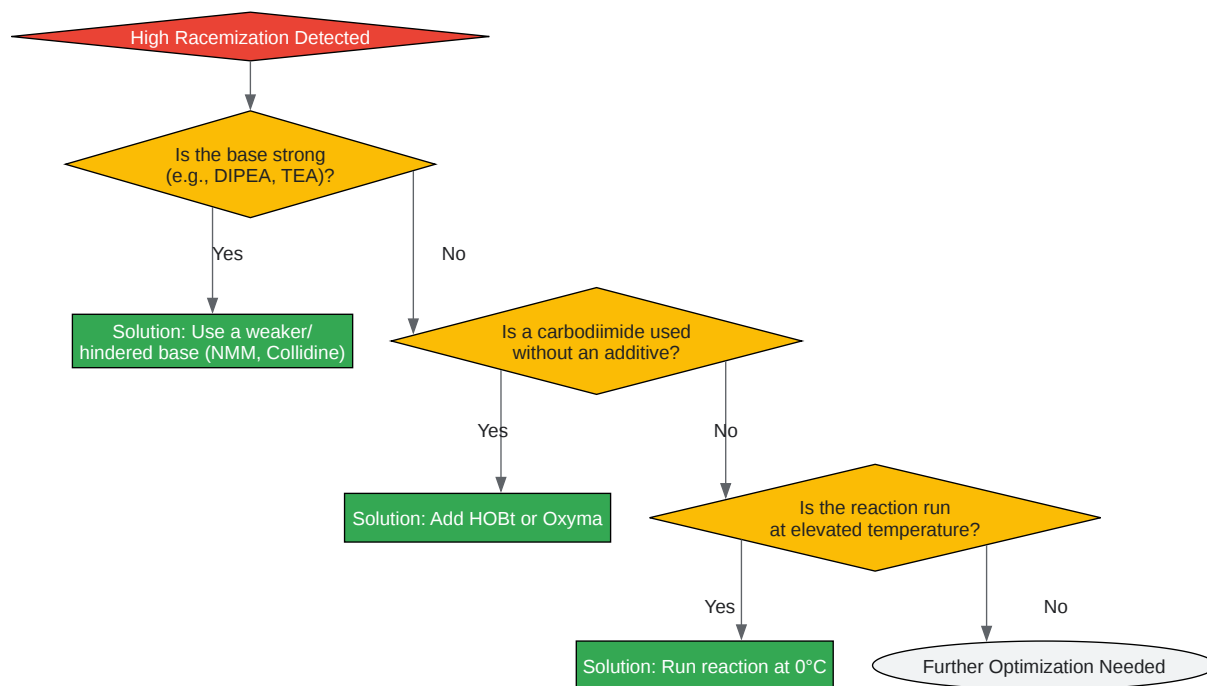 High Racemization Detected
Is the base strong
(e.g., DIPEA, TEA)?
Yes
No
Solution: Use a weaker/
hindered base (NMM, Collidine)
Is a carbodiimide used
without an additive?
Yes
No
Solution: Add HOBt or Oxyma
Is the reaction run
at elevated temperature?
Yes
No
Solution: Run reaction at 0°C
Further Optimization Needed